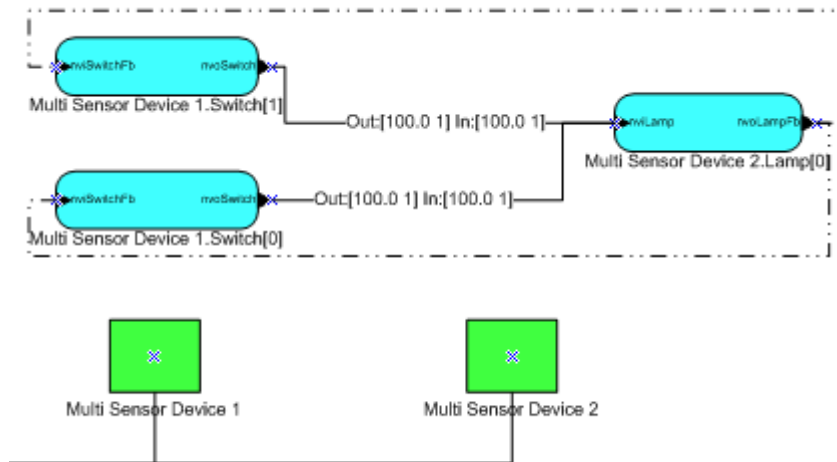 nviSwitchFb nvoSwitch
Multi Sensor Device 1.Switch[1]
Out:[100.0 1] In:[100.0 1]
nviLamp nvoLampFb
Multi Sensor Device 2.Lamp[0]
nviSwitchFb nvoSwitch
Out:[100.0 1] In:[100.0 1]
Multi Sensor Device 1.Switch[0]
Multi Sensor Device 1
Multi Sensor Device 2